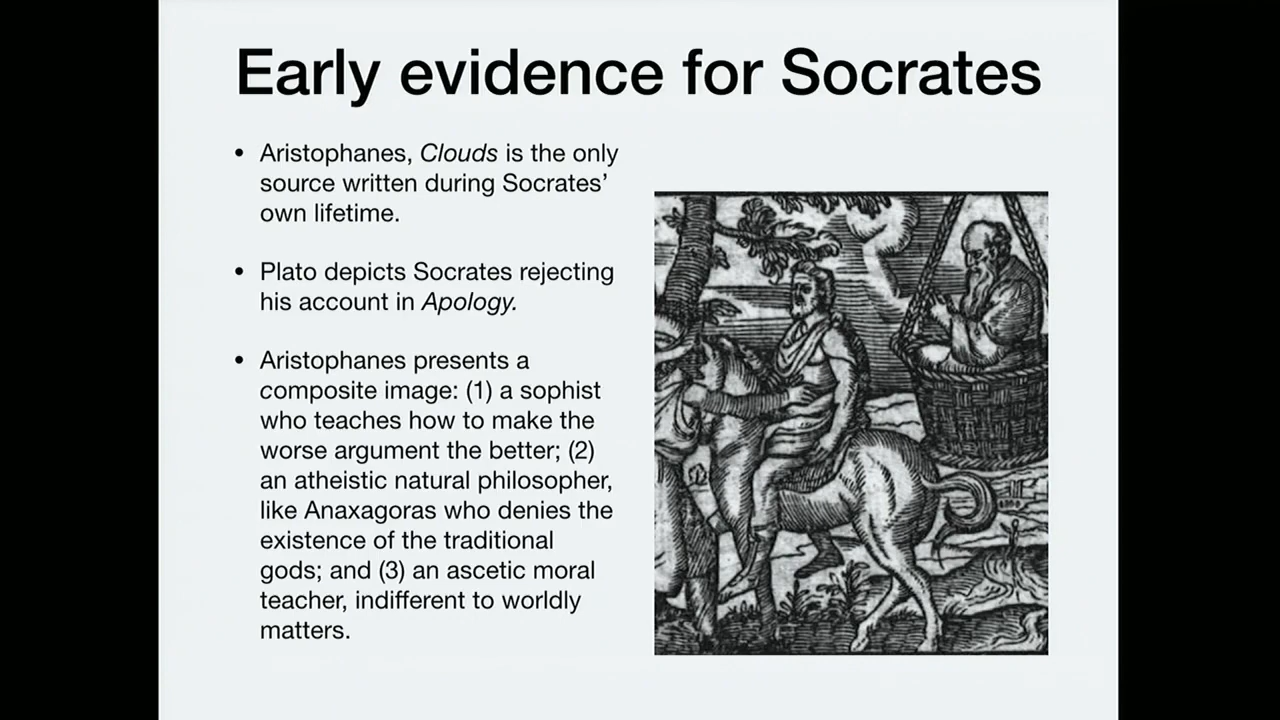 Early evidence for Socrates
• Aristophanes, Clouds is the only
source written during Socrates’
own lifetime.
• Plato depicts Socrates rejecting
his account in Apology.
• Aristophanes presents a
composite image: (1) a sophist
who teaches how to make the
worse argument the better; (2)
an atheistic natural philosopher,
like Anaxagoras who denies the
existence of the traditional
gods; and (3) an ascetic moral
teacher, indifferent to worldly
matters.